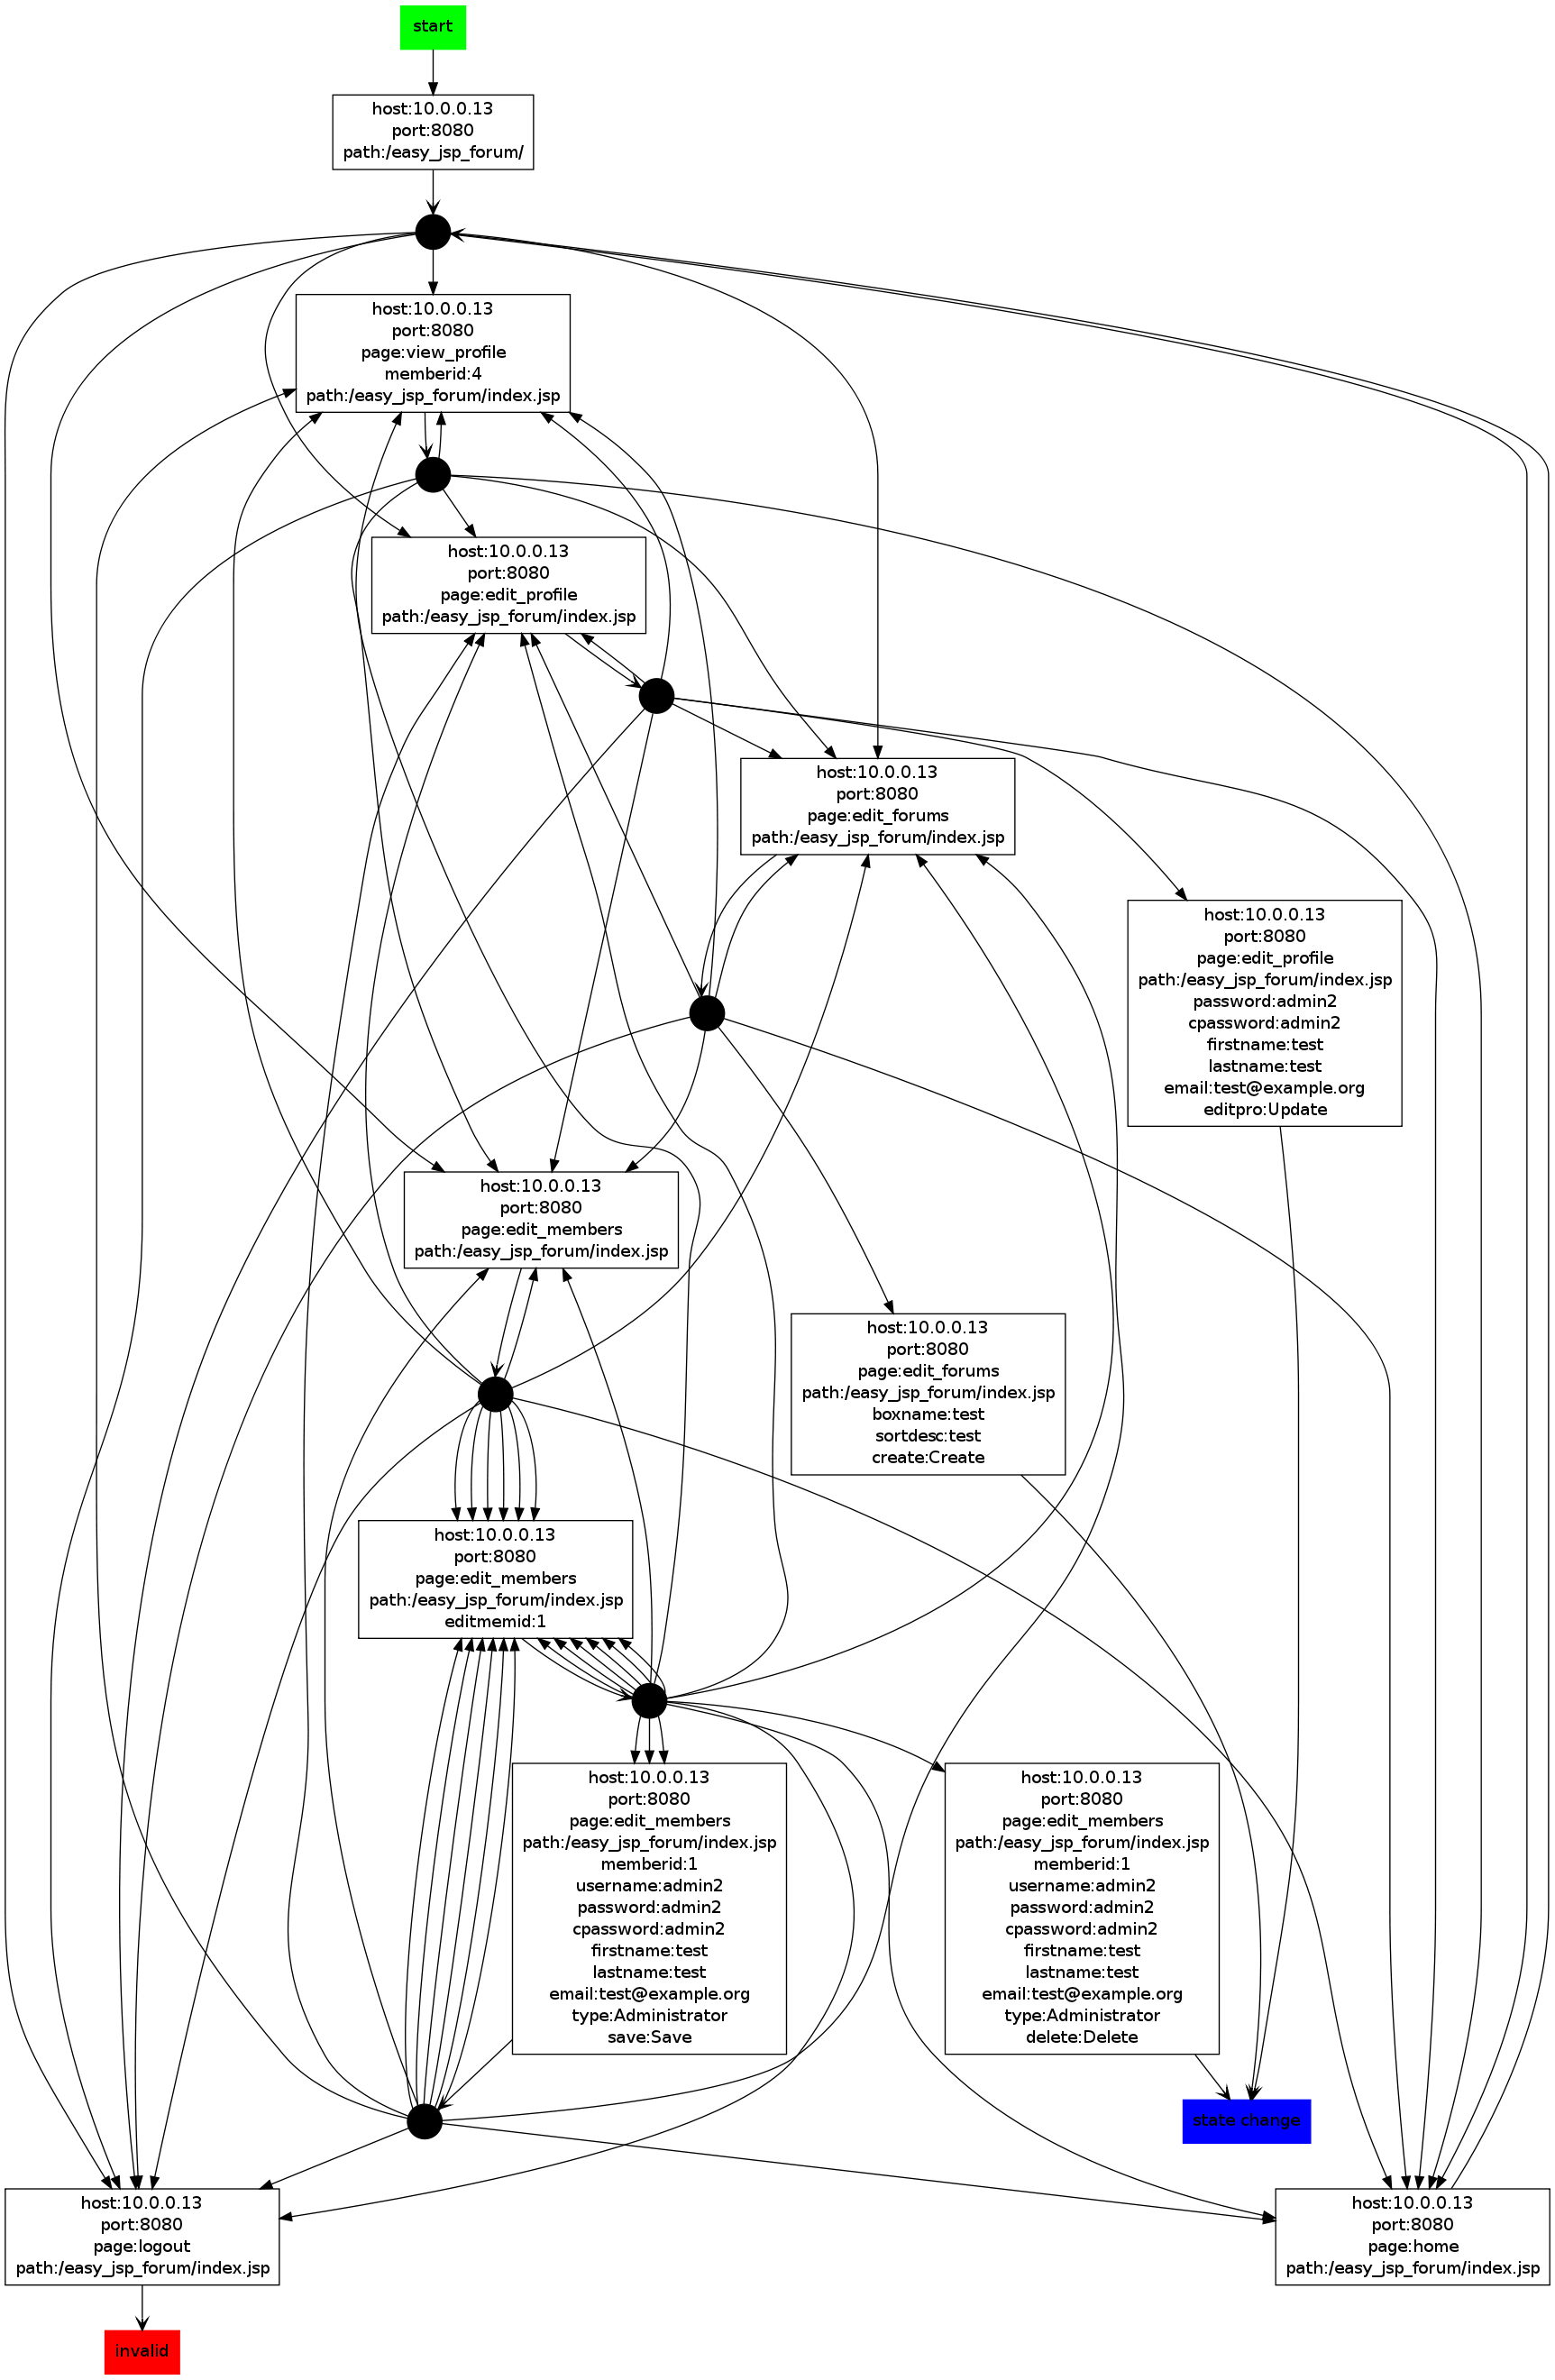 start
host:10.0.0.13
port:8080
path:/easy_jsp_forum/
host:10.0.0.13
port:8080
page:view_profile
memberid:4
path:/easy_jsp_forum/index.jsp
host:10.0.0.13
port:8080
page:edit_profile
path:/easy_jsp_forum/index.jsp
host:10.0.0.13
port:8080
page:edit_forums
path:/easy_jsp_forum/index.jsp
host:10.0.0.13
port:8080
page:edit_profile
path:/easy_jsp_forum/index.jsp
password:admin2
cpassword:admin2
firstname:test
lastname:test
email:test@example.org
editpro:Update
host:10.0.0.13
port:8080
page:edit_members
path:/easy_jsp_forum/index.jsp
host:10.0.0.13
port:8080
page:edit_forums
path:/easy_jsp_forum/index.jsp
boxname:test
sortdesc:test
create:Create
host:10.0.0.13
port:8080
page:edit_members
path:/easy_jsp_forum/index.jsp
editmemid:1
host:10.0.0.13
port:8080
page:edit_members
path:/easy_jsp_forum/index.jsp
memberid:1
username:admin2
password:admin2
cpassword:admin2
firstname:test
lastname:test
email:test@example.org
type:Administrator
save:Save
host:10.0.0.13
port:8080
page:edit_members
path:/easy_jsp_forum/index.jsp
memberid:1
username:admin2
password:admin2
cpassword:admin2
firstname:test
lastname:test
email:test@example.org
type:Administrator
delete:Delete
state change
host:10.0.0.13
port:8080
page:logout
path:/easy_jsp_forum/index.jsp
host:10.0.0.13
port:8080
page:home
path:/easy_jsp_forum/index.jsp
invalid